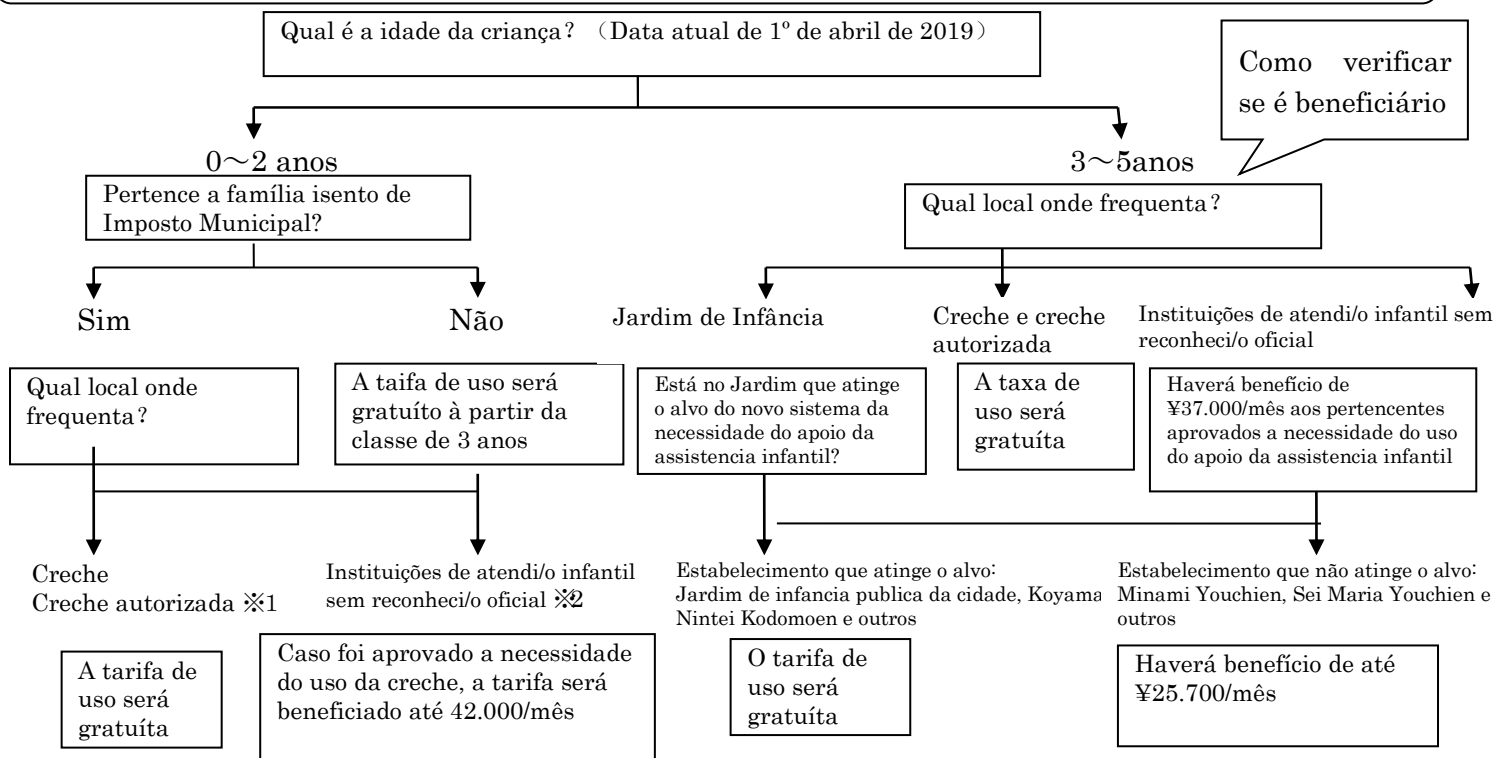 Qual é a idade da criança? (Data atual de 1º de abril de 2019)
Como verificar
se é beneficiário
0～2 anos
3～5anos
Pertence a família isento de
Imposto Municipal?
Qual local onde frequenta?
Sim
Não
Jardim de Infância
Creche e creche
autorizada
Instituições de atendi/o infantil sem
reconheci/o oficial
Qual local onde
frequenta?
A taifa de uso será
gratuíto à partir da
classe de 3 anos
Está no Jardim que atinge
o alvo do novo sistema da
necessidade do apoio da
assistencia infantil?
A taxa de
uso será
gratuíta
Haverá benefício de
¥37.000/mês aos pertencentes
aprovados a necessidade do uso
do apoio da assistencia infantil
Creche
Creche autorizada ※1
Instituições de atendi/o infantil
sem reconheci/o oficial ※2
Estabelecimento que atinge o alvo:
Jardim de infancia publica da cidade, Koyama
Nintei Kodomoen e outros
Estabelecimento que não atinge o alvo:
Minami Youchien, Sei Maria Youchien e
outros
A tarifa de
uso será
gratuíta
Caso foi aprovado a necessidade
do uso da creche, a tarifa será
beneficiado até 42.000/mês
O tarifa de
uso será
gratuíta
Haverá benefício de até
¥25.700/mês